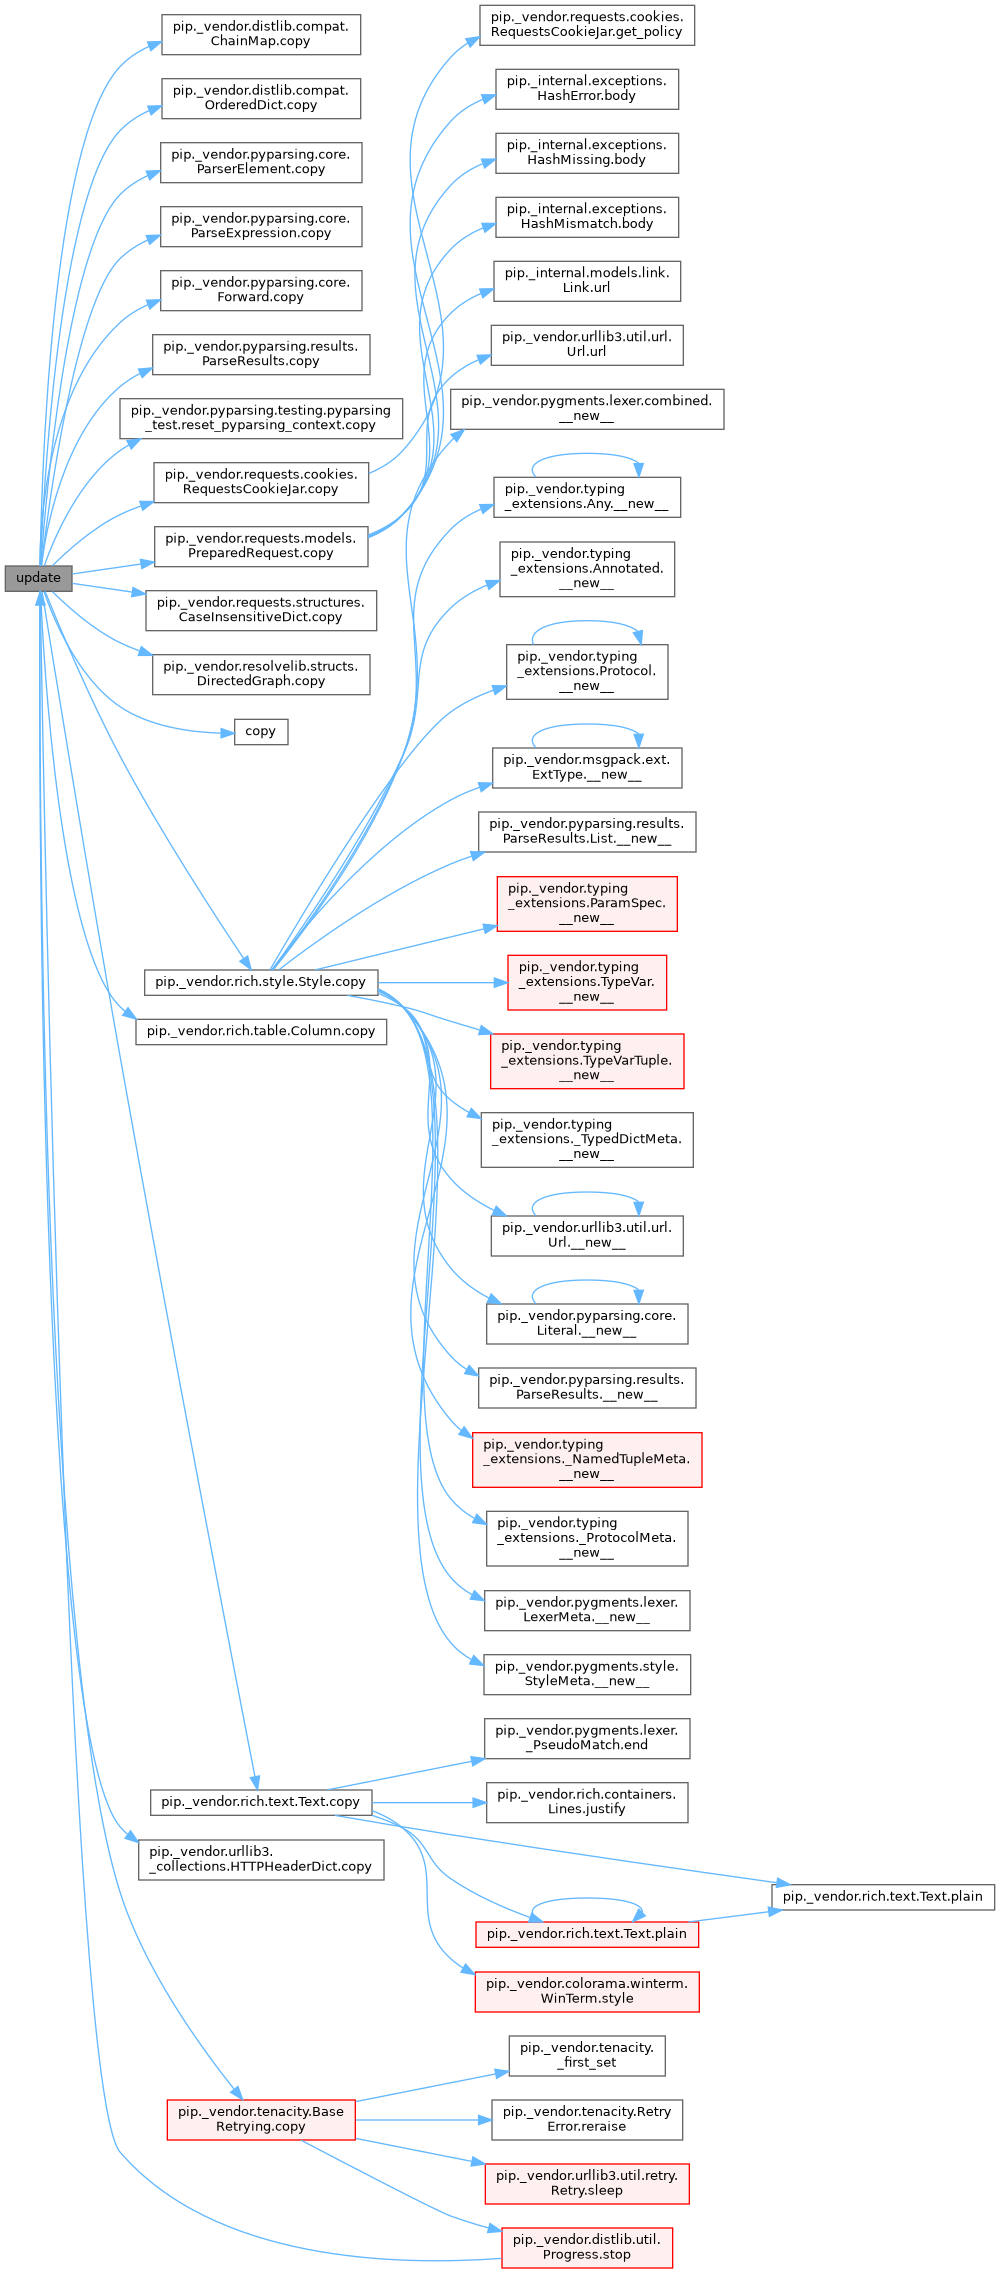 update
pip._vendor.distlib.compat.
ChainMap.copy
pip._vendor.distlib.compat.
OrderedDict.copy
pip._vendor.pyparsing.core.
ParserElement.copy
pip._vendor.pyparsing.core.
ParseExpression.copy
pip._vendor.pyparsing.core.
Forward.copy
pip._vendor.pyparsing.results.
ParseResults.copy
pip._vendor.pyparsing.testing.pyparsing
_test.reset_pyparsing_context.copy
pip._vendor.requests.cookies.
RequestsCookieJar.copy
pip._vendor.requests.models.
PreparedRequest.copy
pip._vendor.requests.structures.
CaseInsensitiveDict.copy
pip._vendor.resolvelib.structs.
DirectedGraph.copy
copy
pip._vendor.rich.style.Style.copy
pip._vendor.rich.table.Column.copy
pip._vendor.rich.text.Text.copy
pip._vendor.urllib3.
_collections.HTTPHeaderDict.copy
pip._vendor.tenacity.Base
Retrying.copy
pip._vendor.requests.cookies.
RequestsCookieJar.get_policy
pip._internal.exceptions.
HashError.body
pip._internal.exceptions.
HashMissing.body
pip._internal.exceptions.
HashMismatch.body
pip._internal.models.link.
Link.url
pip._vendor.urllib3.util.url.
Url.url
pip._vendor.pygments.lexer.combined.
__new__
pip._vendor.typing
_extensions.Any.__new__
pip._vendor.typing
_extensions.Annotated.
__new__
pip._vendor.typing
_extensions.Protocol.
__new__
pip._vendor.msgpack.ext.
ExtType.__new__
pip._vendor.pyparsing.results.
ParseResults.List.__new__
pip._vendor.typing
_extensions.ParamSpec.
__new__
pip._vendor.typing
_extensions.TypeVar.
__new__
pip._vendor.typing
_extensions.TypeVarTuple.
__new__
pip._vendor.typing
_extensions._TypedDictMeta.
__new__
pip._vendor.urllib3.util.url.
Url.__new__
pip._vendor.pyparsing.core.
Literal.__new__
pip._vendor.pyparsing.results.
ParseResults.__new__
pip._vendor.typing
_extensions._NamedTupleMeta.
__new__
pip._vendor.typing
_extensions._ProtocolMeta.
__new__
pip._vendor.pygments.lexer.
LexerMeta.__new__
pip._vendor.pygments.style.
StyleMeta.__new__
pip._vendor.pygments.lexer.
_PseudoMatch.end
pip._vendor.rich.containers.
Lines.justify
pip._vendor.rich.text.Text.plain
pip._vendor.rich.text.Text.plain
pip._vendor.colorama.winterm.
WinTerm.style
pip._vendor.tenacity.
_first_set
pip._vendor.tenacity.Retry
Error.reraise
pip._vendor.urllib3.util.retry.
Retry.sleep
pip._vendor.distlib.util.
Progress.stop